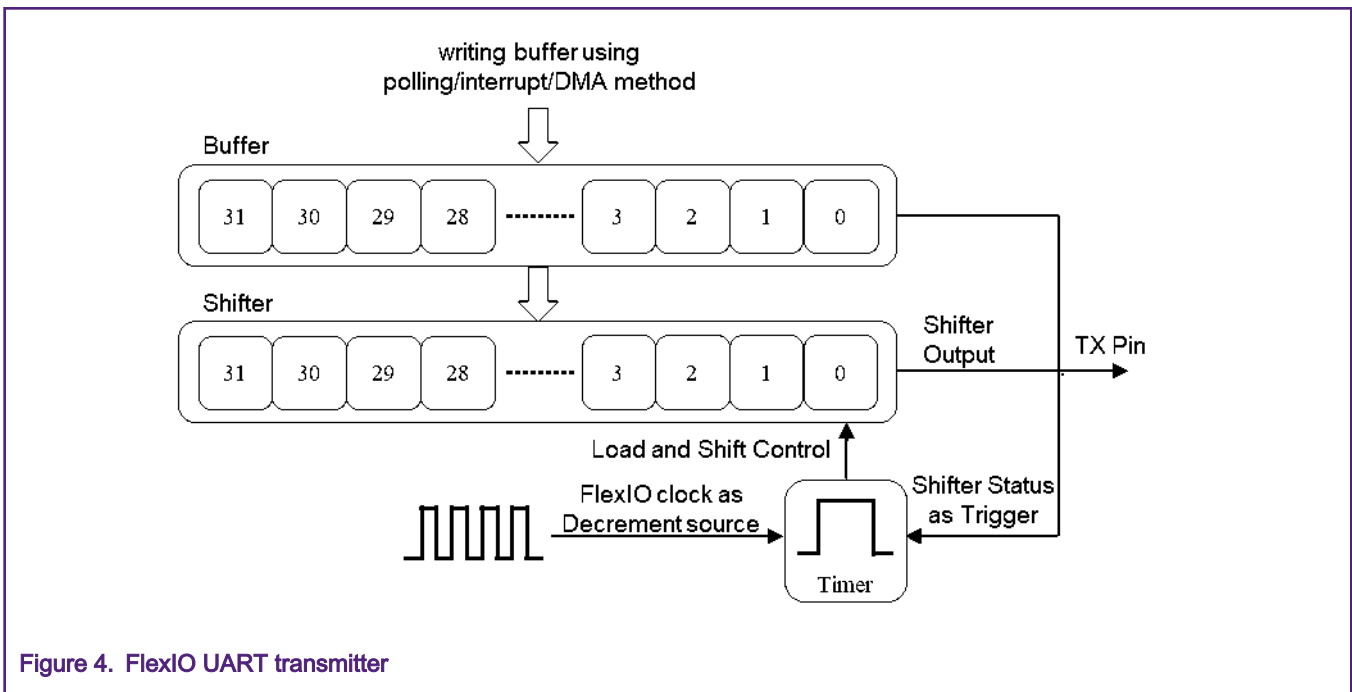 writing buffer using
polling/interrupt/DMA method
Buffer
31 30 29 28 3 2 1 0
Shifter
31 30 29 28 3 2 1 0
Shifter
Output
TX Pin
Load and Shift Control
FlexIO clock as
Decrement source
Shifter Status
as Trigger
Timer
Figure 4. FlexIO UART transmitter